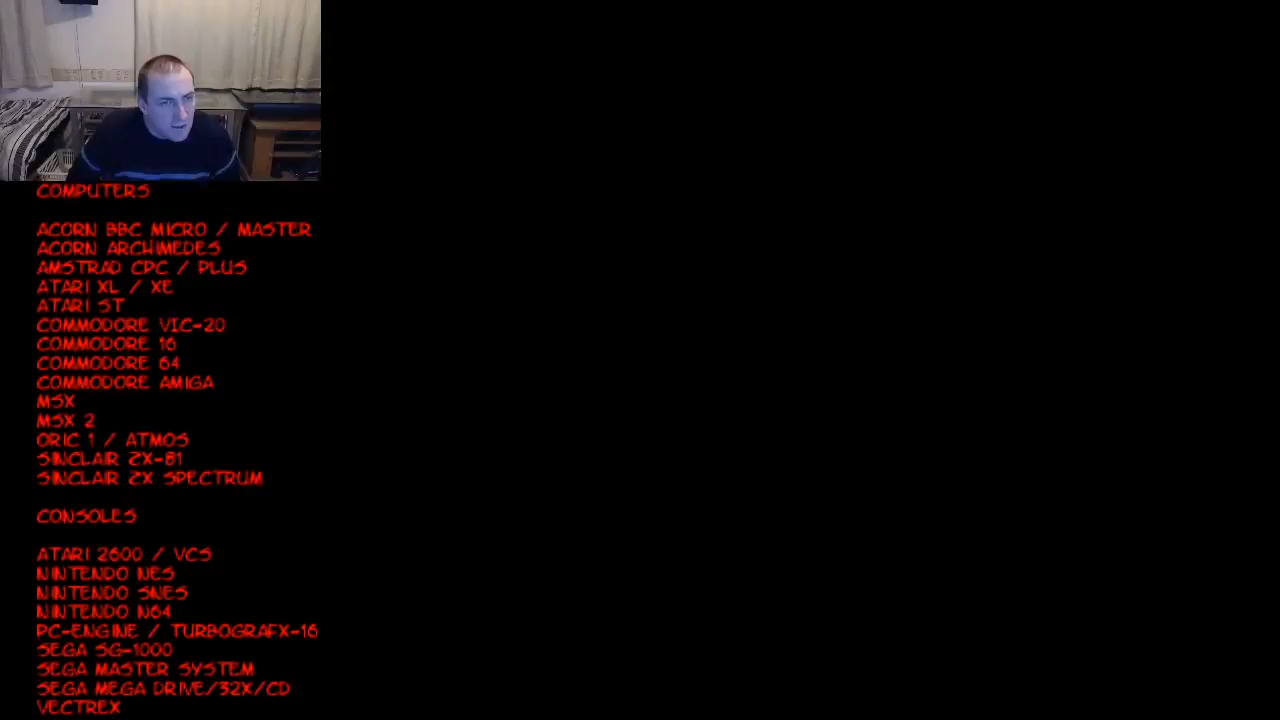 COMPUTERS
ACORN BBC MICRO / MASTER
ACORN ARCHIMEDES
AMSTRAD CPC / PLUS
ATARI XL / XE
ATARI ST
COMMODORE VIC-20
COMMODORE 16
COMMODORE 64
COMMODORE AMIGA
MSX
MSX 2
ORIC 1 / ATMOS
SINCLAIR ZX-81
SINCLAIR ZX SPECTRUM
CONSOLES
ATARI 2600 / VCS
NINTENDO NES
NINTENDO SNES
NINTENDO N64
PC-ENGINE / TURBOGRAFX-16
SEGA SG-1000
SEGA MASTER SYSTEM
SEGA MEGA DRIVE/32X/CD
VECTREX